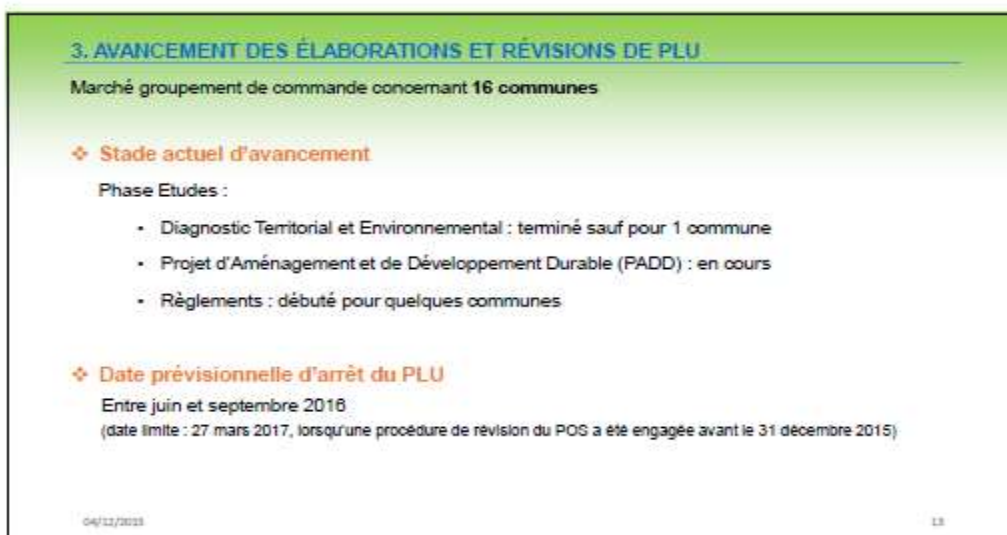 3. AVANCEMENT DES ÉLABORATIONS ET RÉVISIONS DE PLU
Marché groupement de commande concernant 16 communes
❖ Stade actuel d'avancement
Phase Etudes :
• Diagnostic Territorial et Environnemental : terminé sauf pour 1 commune
• Projet d'Aménagement et de Développement Durable (PADD) : en cours
• Règlements : débuté pour quelques communes
❖ Date prévisionnelle d'arrêt du PLU
Entre juin et septembre 2016
(date limite : 27 mars 2017, lorsqu'une procédure de révision du POS a été engagée avant le 31 décembre 2015)
04/12/2015
13